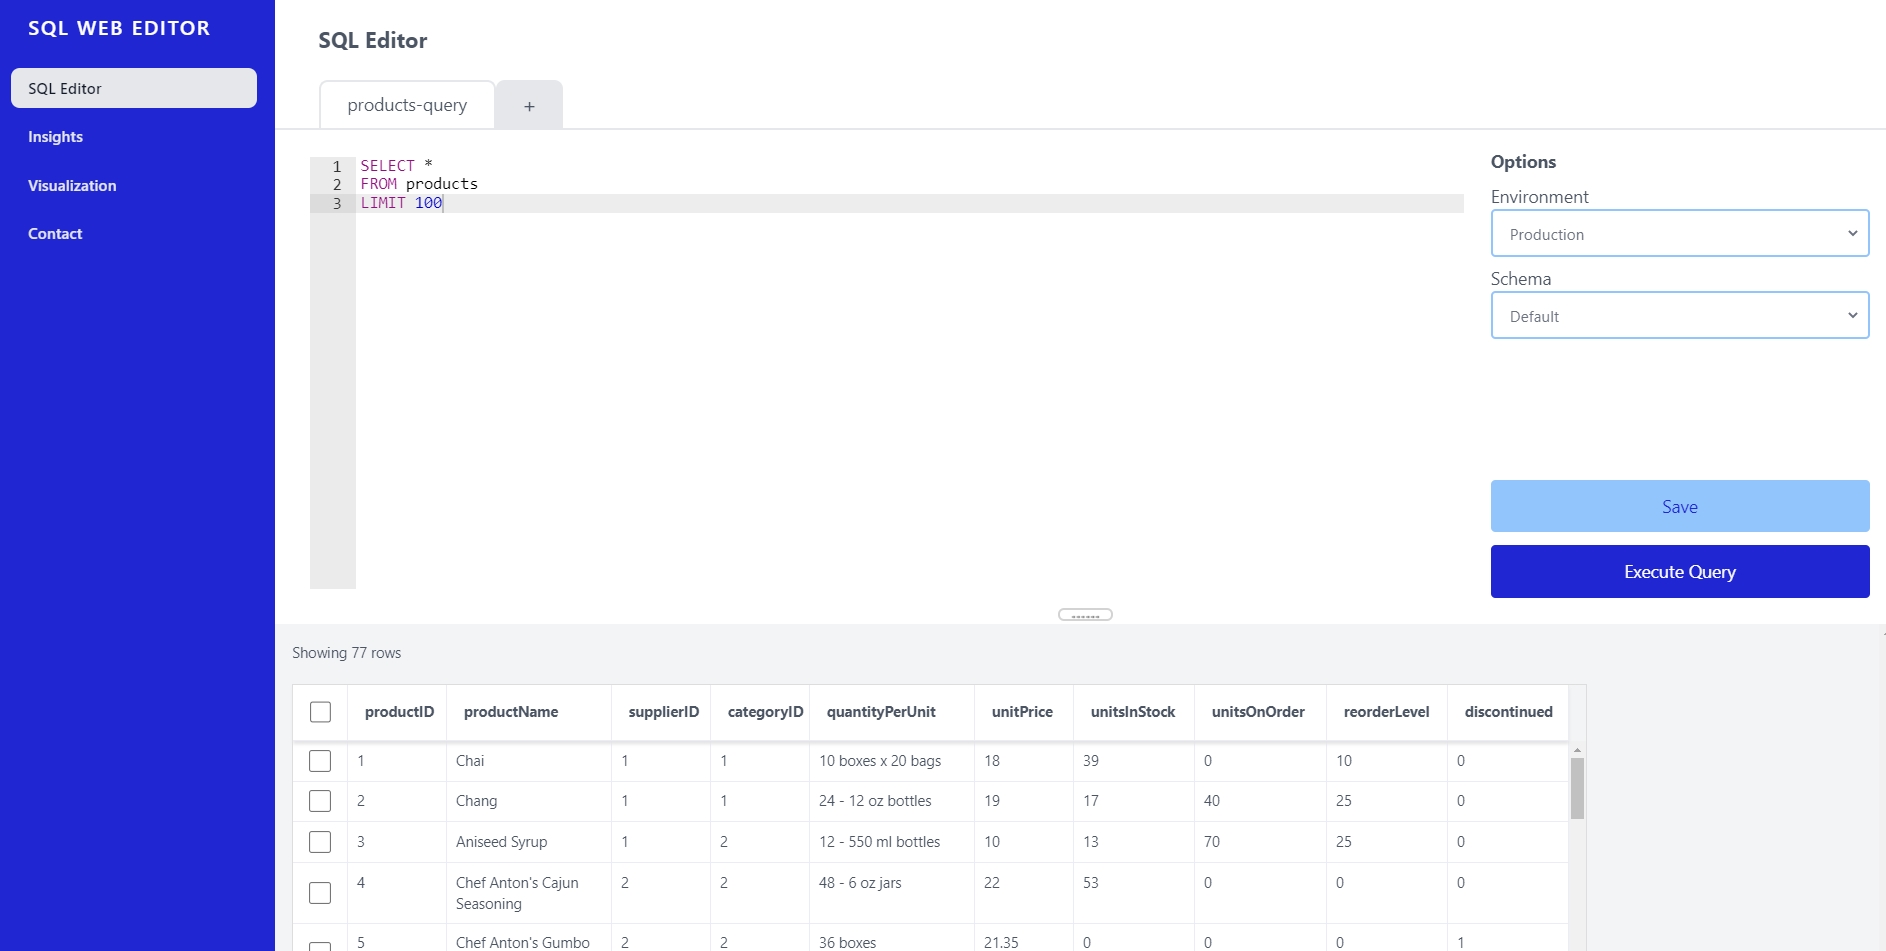 SQL WEB EDITOR
SQL Editor
Insights
Visualization
Contact
SQL Editor
products-query +
1 SELECT *
2 FROM products
3 LIMIT 100
Options
Environment
Production
Schema
Default
Save
Execute Query
Showing 77 rows
productID productName supplierID categoryID quantityPerUnit unitPrice unitsInStock unitsOnOrder reorderLevel discontinued
1 Chai 1 1 10 boxes x 20 bags 18 39 0 10 0
2 Chang 1 1 24 - 12 oz bottles 19 17 40 25 0
3 Aniseed Syrup 1 2 12 - 550 ml bottles 10 13 70 25 0
4 Chef Anton's Cajun 2 2 48 - 6 oz jars 22 53 0 0 0
Seasoning
5 Chef Anton's Gumbo 2 2 36 boxes 21.35 0 0 0 1